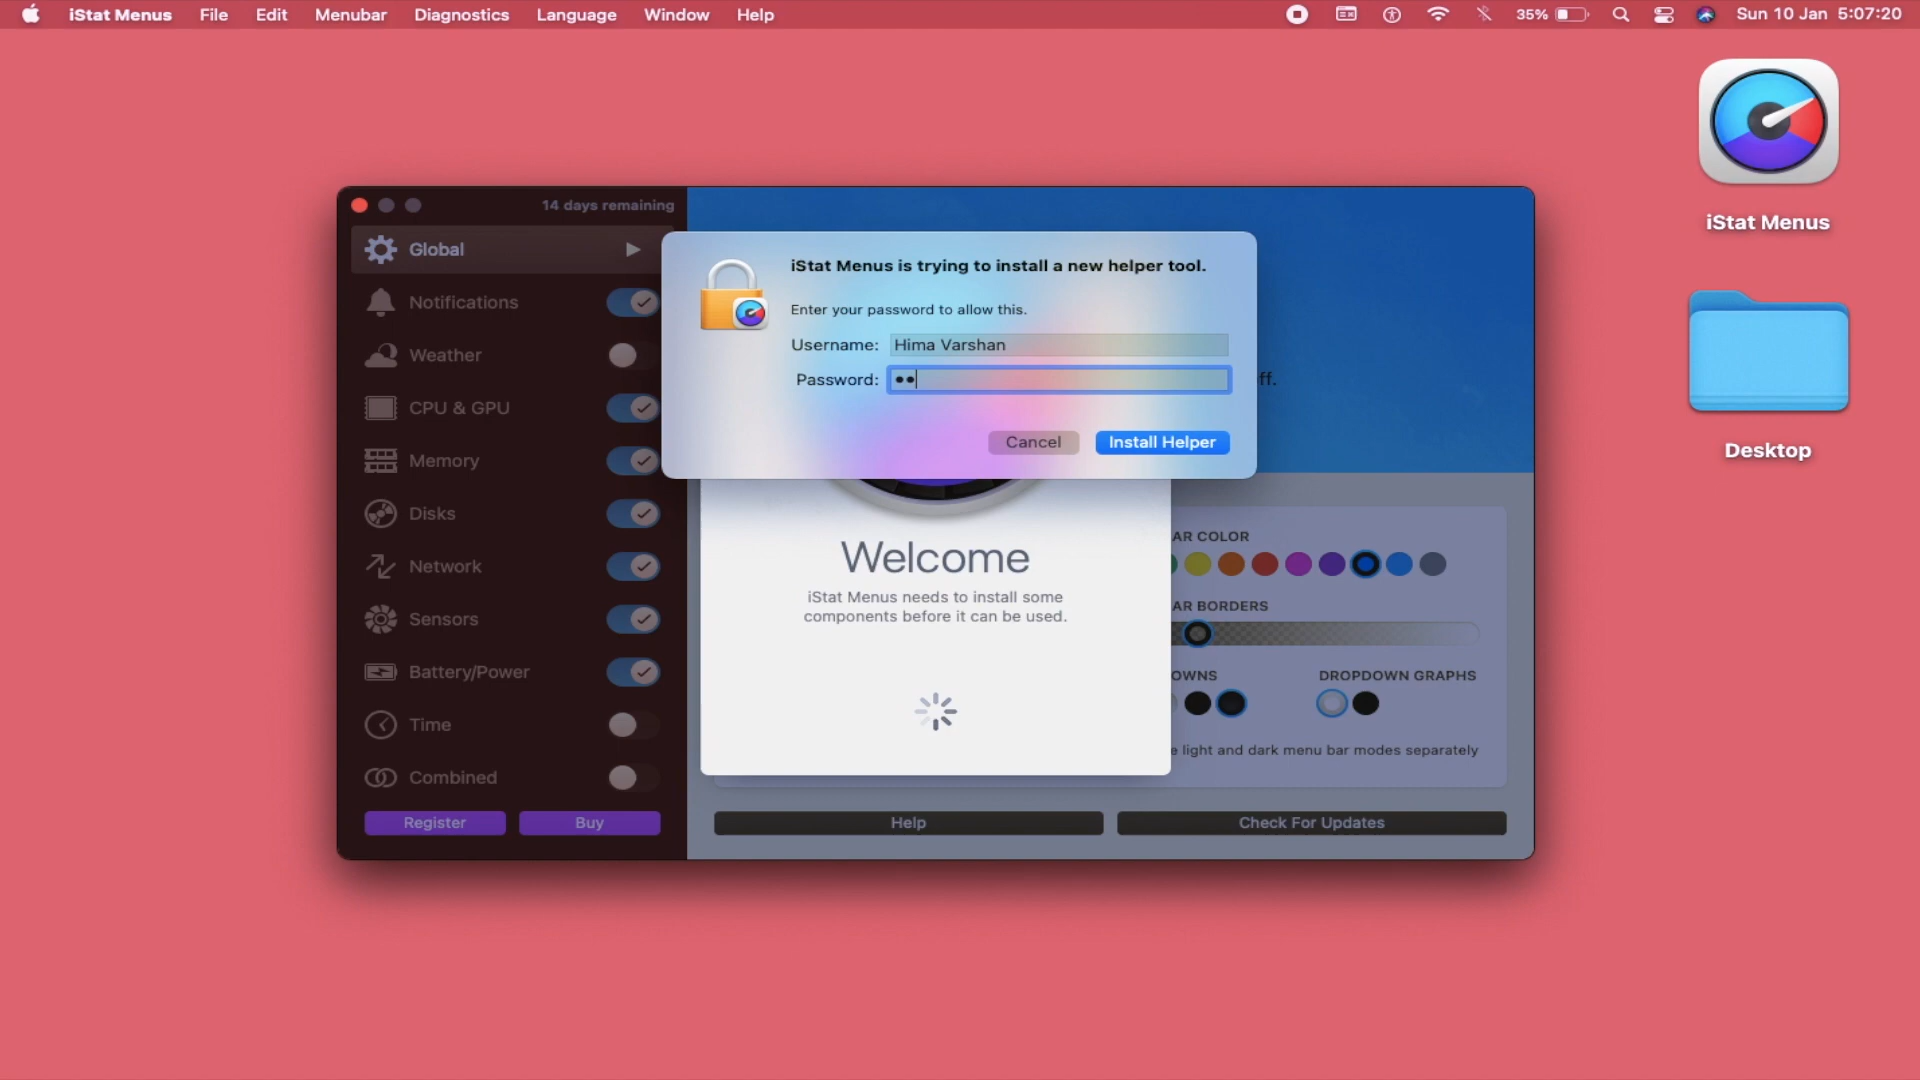 iStat Menus File Edit Menubar Diagnostics Language Window Help 35% Sun 10 Jan 5:07:20
iStat Menus
Desktop
14 days remaining
Global
Notifications
Weather
CPU & GPU
Memory
Disks
Network
Sensors
Battery/Power
Time
Combined
Register Buy
iStat Menus is trying to install a new helper tool.
Enter your password to allow this.
Username: Hima Varshan
Password: ••
Cancel Install Helper
ff.
Welcome
iStat Menus needs to install some
components before it can be used.
AR COLOR
AR BORDERS
OWNS DROPDOWN GRAPHS
e light and dark menu bar modes separately
Help Check For Updates